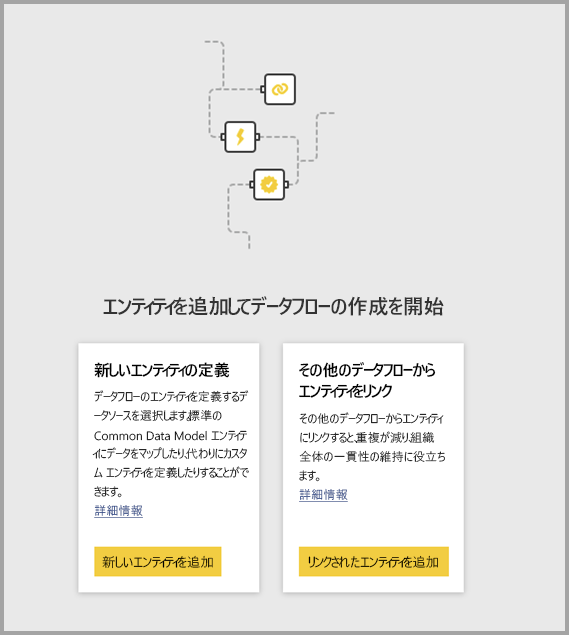 エンティティを追加してデータフローの作成を開始
新しいエンティティの定義
データフローのエンティティを定義するデ
ータソースを選択します。標準の
Common Data Model エンティテ
ィにデータをマップしたり、代わりにカスタ
ム エンティティを定義したりすることがで
きます。
詳細情報
新しいエンティティを追加
その他のデータフローから
エンティティをリンク
その他のデータフローからエンティティ
にリンクすると、重複が減り、組織
全体の一貫性の維持に役立ち
ます。
詳細情報
リンクされたエンティティを追加